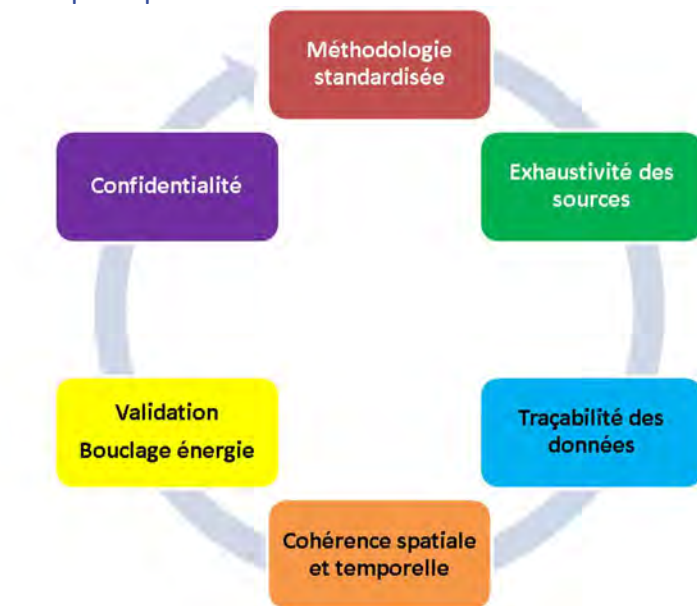 Méthodologie
standardisée
Exhaustivité des
sources
Traçabilité des
données
Cohérence spatiale
et temporelle
Validation
Bouclage énergie
Confidentialité